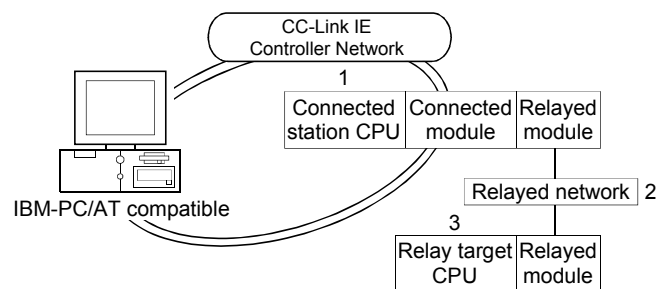 CC-Link IE
Controller Network
1
Connected
station CPU
Connected
module
Relayed
module
IBM-PC/AT compatible
Relayed network
2
3
Relay target
CPU
Relayed
module